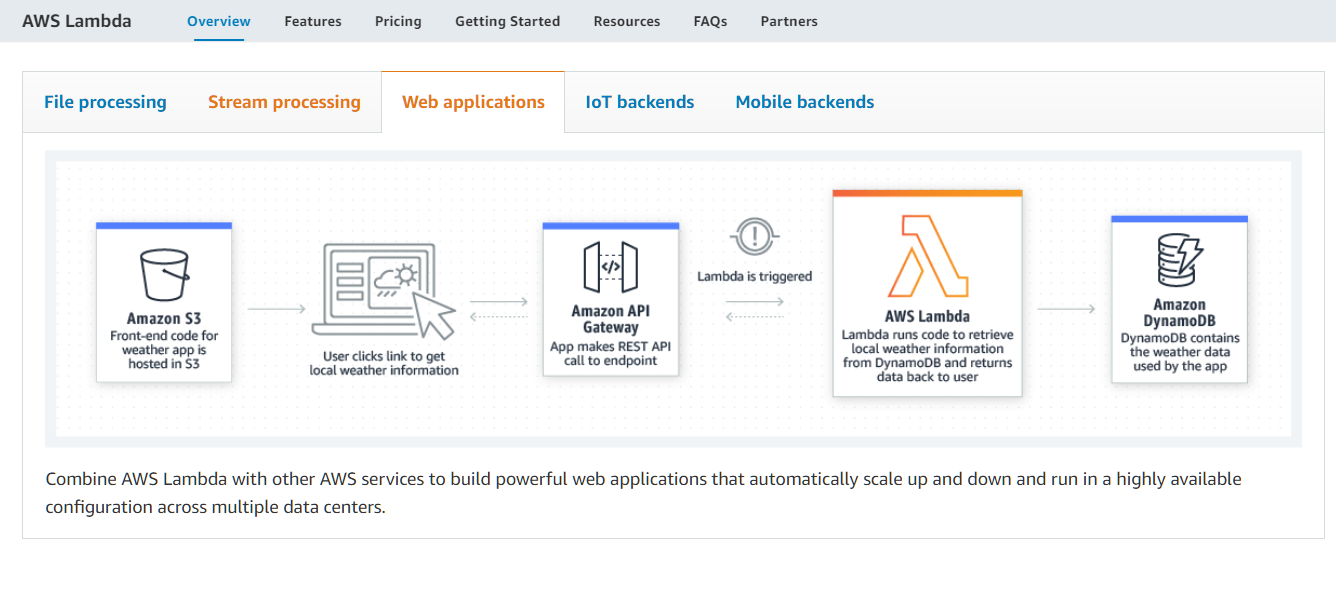 AWS Lambda
Overview
Features
Pricing
Getting Started
Resources
FAQs
Partners
File processing
Stream processing
Web applications
IoT backends
Mobile backends
Amazon S3
Front-end code for
weather app is
hosted in S3
User clicks link to get
local weather information
</>
Amazon API
Gateway
App makes REST API
call to endpoint
Lambda is triggered
AWS Lambda
Lambda runs code to retrieve
local weather information
from DynamoDB and returns
data back to user
Amazon
DynamoDB
DynamoDB contains
the weather data
used by the app
Combine AWS Lambda with other AWS services to build powerful web applications that automatically scale up and down and run in a highly available
configuration across multiple data centers.